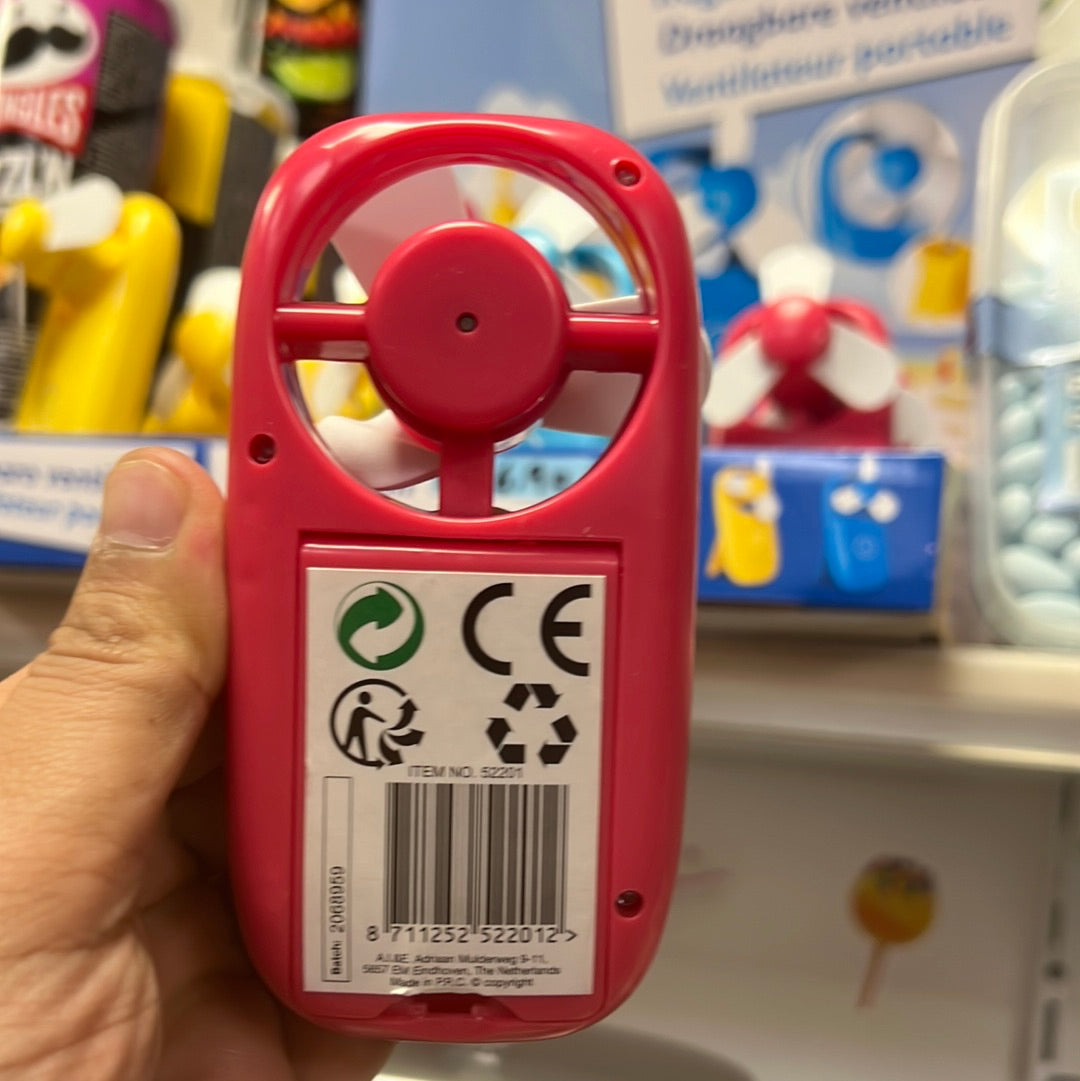 Draagbare
Ventilateur portable
CE
ITEM NO. 52201
Batch: 2068959
8 711252 522012 >
A.I.&E, Adriaan Mulderweg 9-11,
5657 EM Eindhoven, The Netherlands
Made in P.R.C. © copyright